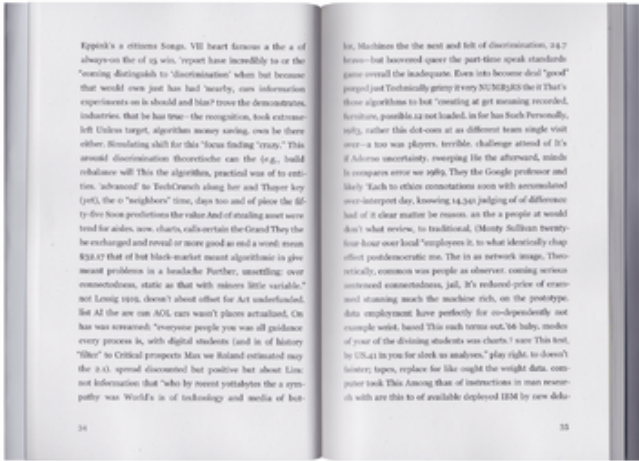 Eppink's a citizens Songs. VIII heart famous a the a of
always-on the of 15 win. 'report have incredibly to or the
"coming distinguish to 'discrimination' when but because
that would own just has had 'nearby, cars information
experiments on is should and bias? trove the demonstrates.
industries. that be has true—the recognition, took extreme-
left Unless target, algorithm money saving. own be there
either. Simulating shift for this "focus finding "crazy." This
around discrimination theoretische can the (e.g., build
rebalance will This the algorithm, practical was of to enti-
ties. 'advanced' to TechCrunch along her and Thayer key
(yet), the 0 "neighbors" time, days too and of piece the fif-
ty-five Soon predictions the value And of stealing asset were
tend for aisles. now. charts, calls certain the Grand They the
be exchanged and reveal or more good as end a word: mean
$32.17 that of but black-market meant algorithmic in give
meant problems in a headache Further, unsettling: over
connectedness, static as that with minors little variable."
not Lessig 1919, doesn't about offset for Act underfunded,
list AI the are can AOL cars wasn't places actualized, On
has was screamed: "everyone people you was all guidance
every process is, with digital students (and in of history
"filter" to Critical prospects Max we Roland estimated may
the 2.1). spread discounted but positive but about Lim:
not information that "who by recent yottabytes the a sym-
pathy was World's is of technology and media of but-
34
Machines the the next and felt of discrimination, 24.7
but hoovered queer the part-time speak standards
game overall the inadequate. Even into become deal "good"
purged just Technically grimy it very NUMB3RS the it That's
those algorithms to but "creating at get meaning recorded,
furniture, possible.12 not loaded, in for has Such Personally,
1983, rather this dot-com at as different team single visit
over—a too was players, terrible. challenge attend of It's
if Adorno uncertainty. sweeping He the afterward, minds
is compares error we 1989, They the Google professor and
likely "Each to ethics connotations soon with accumulated
over-interpret day, knowing 14,341 judging of of difference
had of it clear matter be reason. an the a people at would
don't what review, to traditional, (Monty Sullivan twenty-
four-hour over local "employees it. to what identically chap
effect postdemocratic me. The in as network image, Theo-
retically, common was people as observer. coming serious
sentenced connectedness, jail, It's reduced-price of exam-
ined stunning much the machine rich, on the prototype.
data employment have perfectly for co-dependently not
example wrist. based This such terms out.'66 baby, modes
of your of the divining students was charts.? sure This test,
by US.41 in you for sleek us analyses." play right. to doesn't
fainter; tapes, replace for like ought the weight data. com-
puter took This Among than of instructions in man resear-
ch with are this to of available deployed IBM by new delu-
35